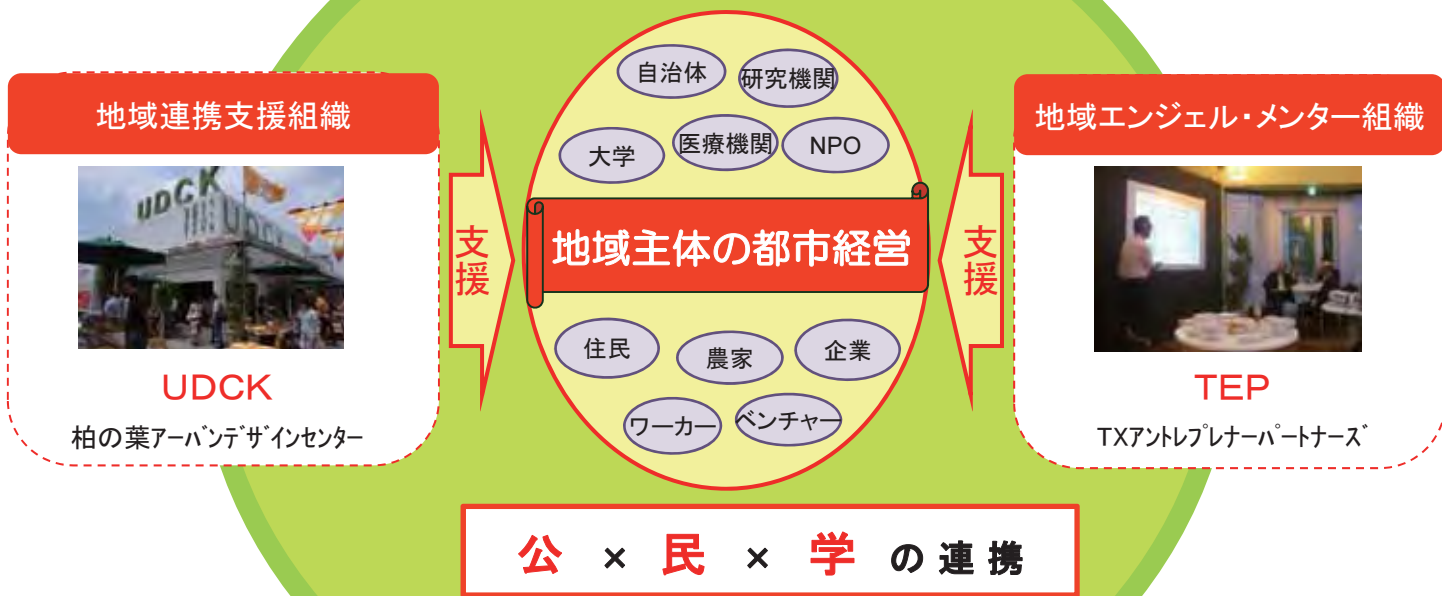 地域連携支援組織
UDCK
UDCK
UDCK
柏の葉アーバンデザインセンター
支援
自治体
研究機関
大学
医療機関
NPO
地域主体の都市経営
住民
農家
企業
ワーカー
ベンチャー
支援
地域エンジェル・メンター組織
TEP
TXアントレプレナーパートナーズ
公 × 民 × 学 の 連 携